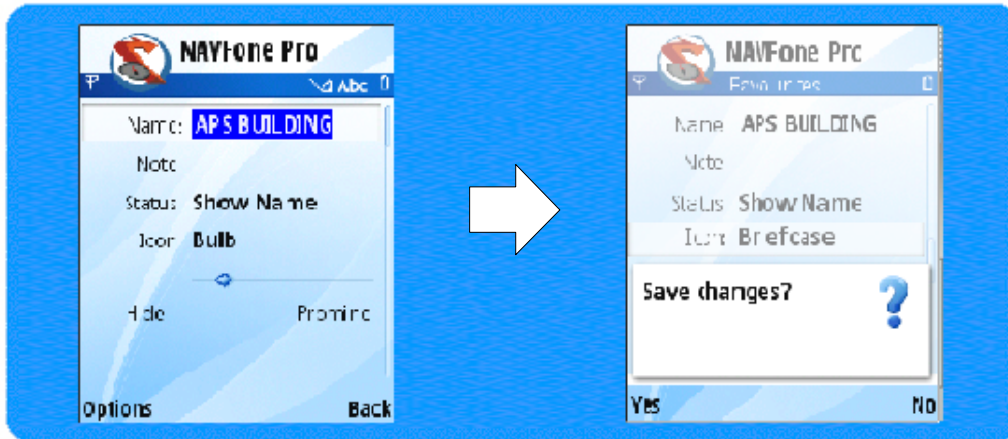 NAVFone Pro
Abc
Name: APS BUILDING
Note
Status Show Name
Icon Bulb
Hide Promine
Options Back
NAVFone Pro
Favourites
Name APS BUILDING
Note
Status Show Name
Icon Briefcase
Save changes?
?
Yes No